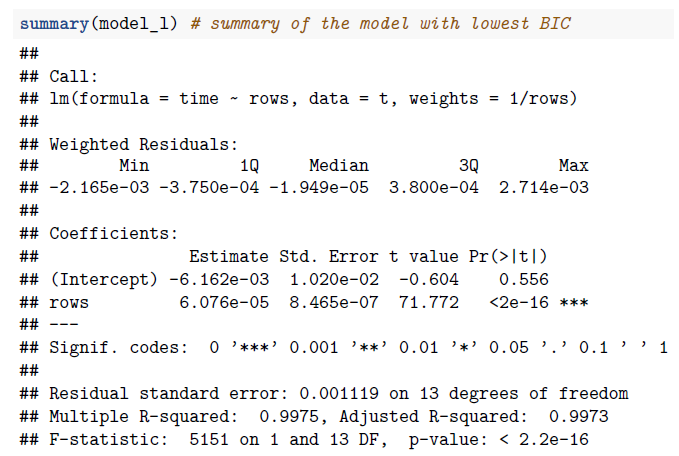 summary(model_l) # summary of the model with lowest BIC
##
## Call:
## lm(formula = time ~ rows, data = t, weights = 1/rows)
##
## Weighted Residuals:
##        Min         1Q     Median         3Q        Max
## -2.165e-03 -3.750e-04 -1.949e-05  3.800e-04  2.714e-03
##
## Coefficients:
##               Estimate Std. Error t value Pr(>|t|)
## (Intercept) -6.162e-03  1.020e-02  -0.604    0.556
## rows         6.076e-05  8.465e-07  71.772   <2e-16 ***
## ---
## Signif. codes:  0 ’***’ 0.001 ’**’ 0.01 ’*’ 0.05 ’.’ 0.1 ’ ’ 1
##
## Residual standard error: 0.001119 on 13 degrees of freedom
## Multiple R-squared:  0.9975, Adjusted R-squared:  0.9973
## F-statistic:  5151 on 1 and 13 DF,  p-value: < 2.2e-16